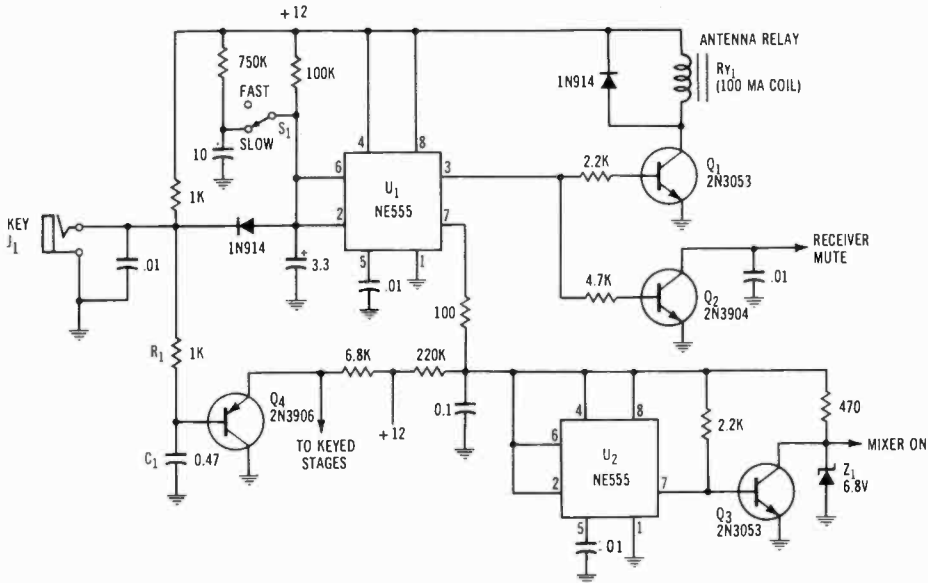 +12
ANTENNA RELAY
750K
100K
1N914
Ry1
(100 MA COIL)
FAST
S1
SLOW
4
8
10
6
3
2.2K
Q1
2N3053
U1
NE555
1K
KEY
J1
2
7
1N914
RECEIVER
MUTE
.01
3.3
5
1
4.7K
.01
.01
Q2
2N3904
100
R1
1K
6.8K
220K
Q4
2N3906
4
8
470
0.1
2.2K
+12
6
MIXER ON
C1
0.47
TO KEYED
STAGES
U2
NE555
Z1
6.8V
2
7
5
1
Q3
2N3053
.01